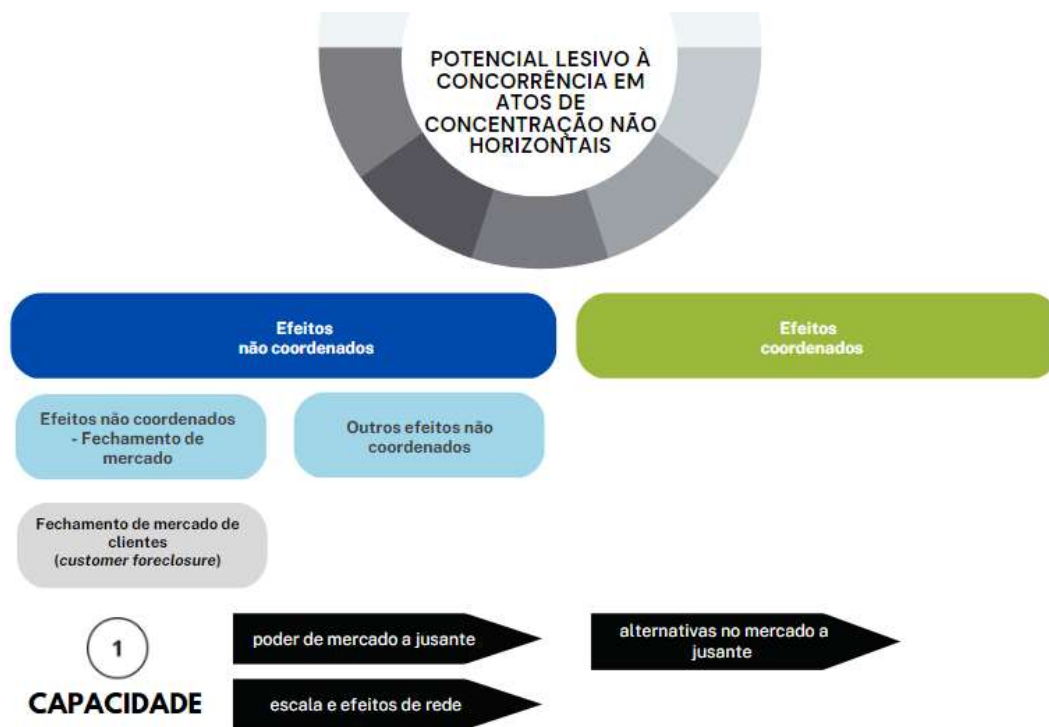 POTENCIAL LESIVO À
CONCORRÊNCIA EM
ATOS DE
CONCENTRAÇÃO NÃO
HORIZONTAIS
Efeitos
não coordenados
Efeitos
coordenados
Efeitos não coordenados
- Fechamento de
mercado
Outros efeitos não
coordenados
Fechamento de mercado de
clientes
(customer foreclosure)
1
CAPACIDADE
poder de mercado a jusante
alternativas no mercado a
jusante
escala e efeitos de rede